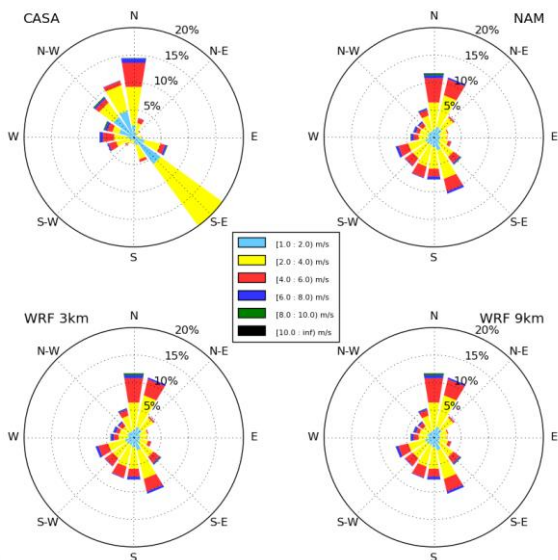 CASA
N
20%
N-W
N-E
15%
10%
5%
W
E
S-W
S-E
S
NAM
N
20%
N-W
N-E
15%
10%
5%
W
E
S-W
S-E
S
[1.0 : 2.0) m/s
[2.0 : 4.0) m/s
[4.0 : 6.0) m/s
[6.0 : 8.0) m/s
[8.0 : 10.0) m/s
[10.0 : inf) m/s
WRF 3km
N
20%
N-W
N-E
15%
10%
5%
W
E
S-W
S-E
S
WRF 9km
N
20%
N-W
N-E
15%
10%
5%
W
E
S-W
S-E
S